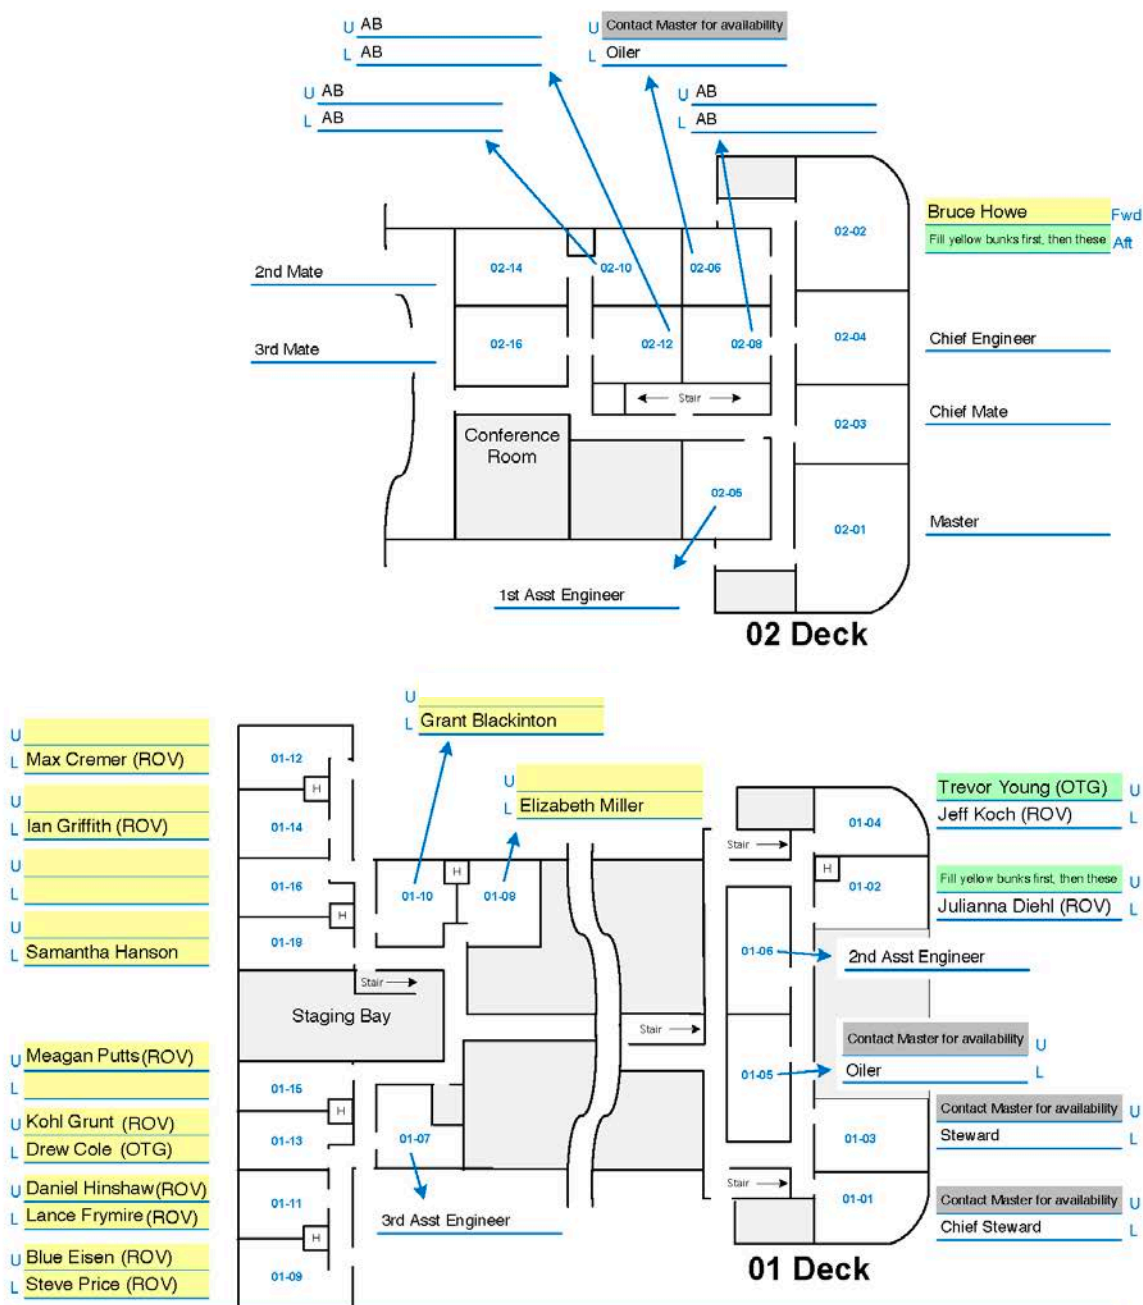 U AB
L AB
U Contact Master for availability
L Oiler
U AB
L AB
U AB
L AB
02-02
Bruce Howe Fwd
Fill yellow bunks first, then these Aft
2nd Mate
02-14
02-10
02-06
3rd Mate
02-16
02-12
02-08
02-04
Chief Engineer
Stair
02-03
Chief Mate
Conference
Room
02-05
02-01
Master
1st Asst Engineer
02 Deck
U
L Grant Blackinton
U
L Max Cremer (ROV)
01-12
H
U
L Elizabeth Miller
U
L Ian Griffith (ROV)
01-14
Trevor Young (OTG) U
Jeff Koch (ROV) L
01-04
Stair
U
L
01-16
H
01-10
H
01-08
H
01-02
Fill yellow bunks first, then these U
Julianna Diehl (ROV) L
U
L Samantha Hanson
01-19
01-06
2nd Asst Engineer
Stair
Staging Bay
Stair
U Meagan Putts (ROV)
L
01-15
H
01-05
Contact Master for availability U
Oiler L
U Kohl Grunt (ROV)
L Drew Cole (OTG)
01-13
01-07
01-03
Contact Master for availability U
Steward L
U Daniel Hinshaw (ROV)
L Lance Frymire (ROV)
01-11
H
3rd Asst Engineer
Stair
01-01
Contact Master for availability U
Chief Steward L
U Blue Eisen (ROV)
L Steve Price (ROV)
01-09
01 Deck